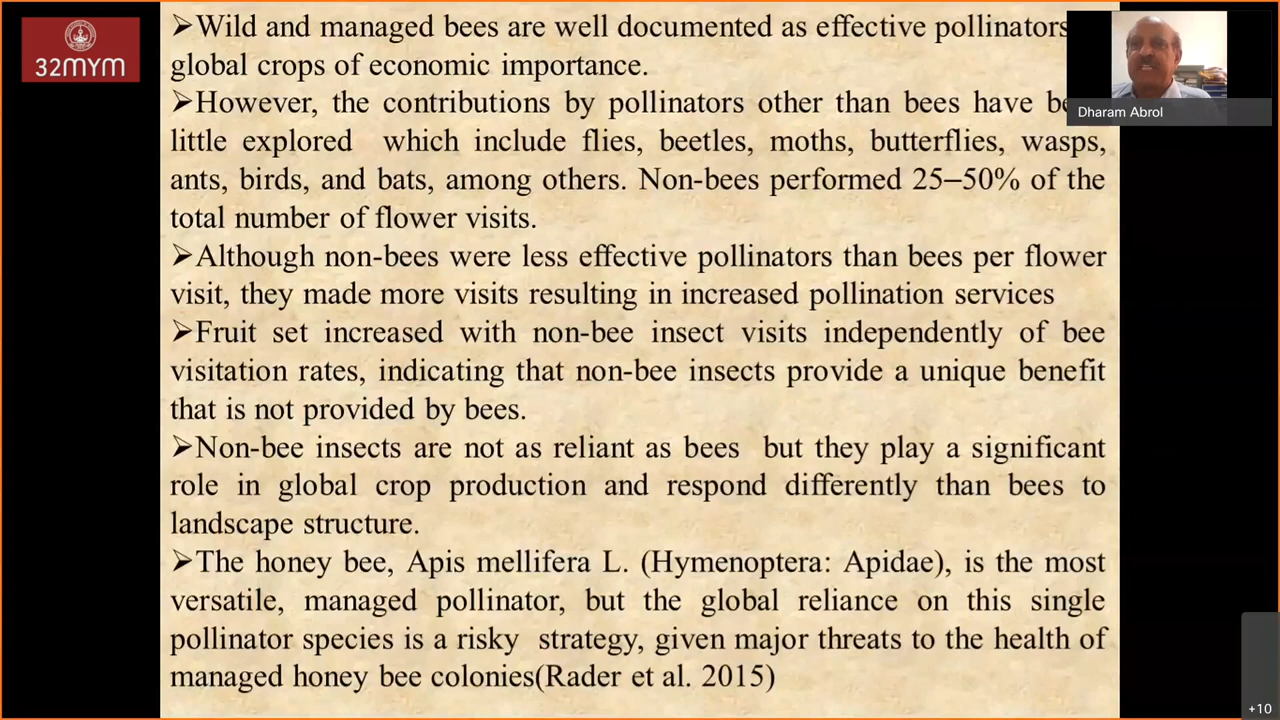 32MYM
➢Wild and managed bees are well documented as effective pollinators
global crops of economic importance.
➢However, the contributions by pollinators other than bees have be
little explored which include flies, beetles, moths, butterflies, wasps,
ants, birds, and bats, among others. Non-bees performed 25–50% of the
total number of flower visits.
➢Although non-bees were less effective pollinators than bees per flower
visit, they made more visits resulting in increased pollination services
➢Fruit set increased with non-bee insect visits independently of bee
visitation rates, indicating that non-bee insects provide a unique benefit
that is not provided by bees.
➢Non-bee insects are not as reliant as bees but they play a significant
role in global crop production and respond differently than bees to
landscape structure.
➢The honey bee, Apis mellifera L. (Hymenoptera: Apidae), is the most
versatile, managed pollinator, but the global reliance on this single
pollinator species is a risky strategy, given major threats to the health of
managed honey bee colonies(Rader et al. 2015)
Dharam Abrol
+10